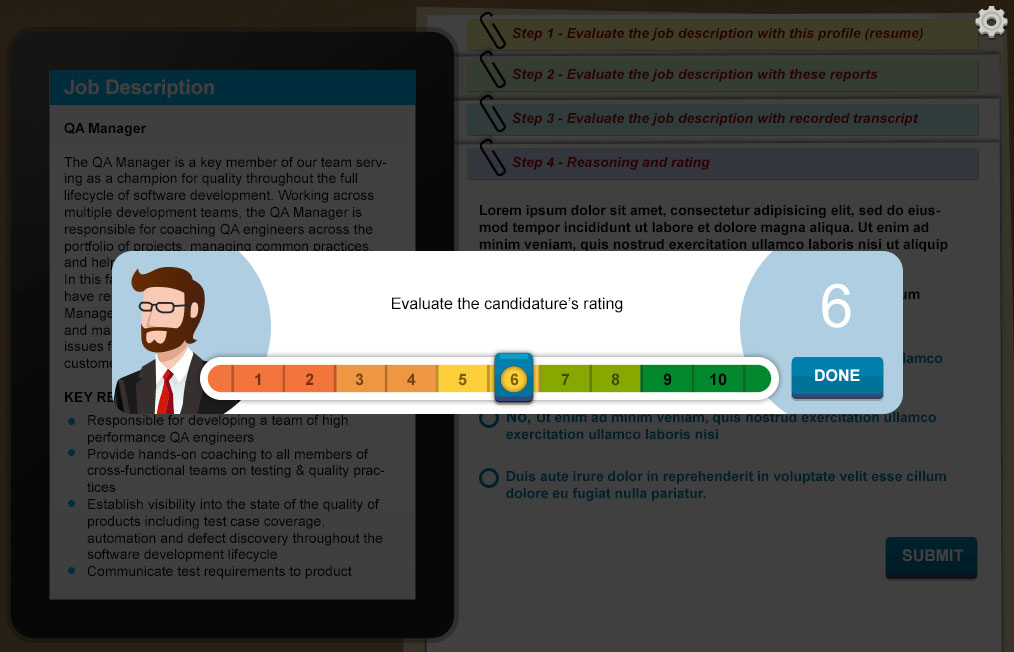 Job Description
QA Manager
The QA Manager is a key member of our team serv-
ing as a champion for quality throughout the full
lifecycle of software development. Working across
multiple development teams, the QA Manager is
responsible for coaching QA engineers across the
portfolio of projects, managing common practices,
and help
In this fa
have re
Manage
and ma
issues f
custome
KEY RE
Responsible for developing a team of high
performance QA engineers
Provide hands-on coaching to all members of
cross-functional teams on testing & quality prac-
tices
Establish visibility into the state of the quality of
products including test case coverage,
automation and defect discovery throughout the
software development lifecycle
Communicate test requirements to product
Step 1 - Evaluate the job description with this profile (resume)
Step 2 - Evaluate the job description with these reports
Step 3 - Evaluate the job description with recorded transcript
Step 4 - Reasoning and rating
Lorem ipsum dolor sit amet, consectetur adipisicing elit, sed do eius-
mod tempor incididunt ut labore et dolore magna aliqua. Ut enim ad
minim veniam, quis nostrud exercitation ullamco laboris nisi ut aliquip
um
lamco
No, Ut enim ad minim veniam, quis nostrud exercitation ullamco
exercitation ullamco laboris nisi
Duis aute irure dolor in reprehenderit in voluptate velit esse cillum
dolore eu fugiat nulla pariatur.
SUBMIT
Evaluate the candidature's rating
1 2 3 4 5 6 7 8 9 10
6
DONE